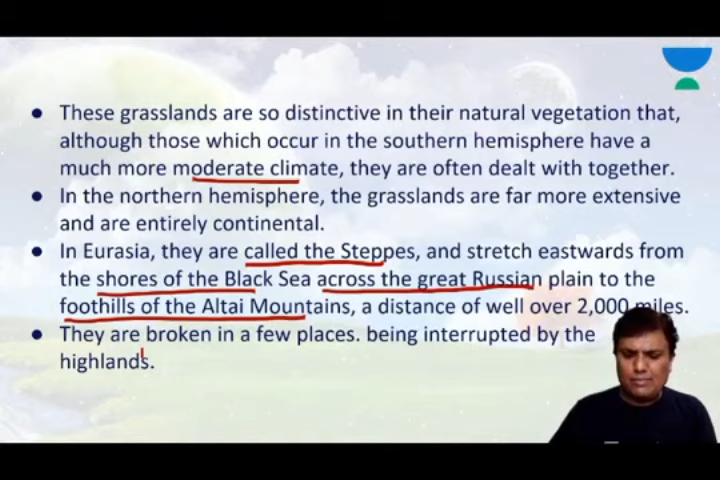 ● These grasslands are so distinctive in their natural vegetation that,
although those which occur in the southern hemisphere have a
much more moderate climate, they are often dealt with together.
● In the northern hemisphere, the grasslands are far more extensive
and are entirely continental.
● In Eurasia, they are called the Steppes, and stretch eastwards from
the shores of the Black Sea across the great Russian plain to the
foothills of the Altai Mountains, a distance of well over 2,000 miles.
● They are broken in a few places. being interrupted by the
highlands.